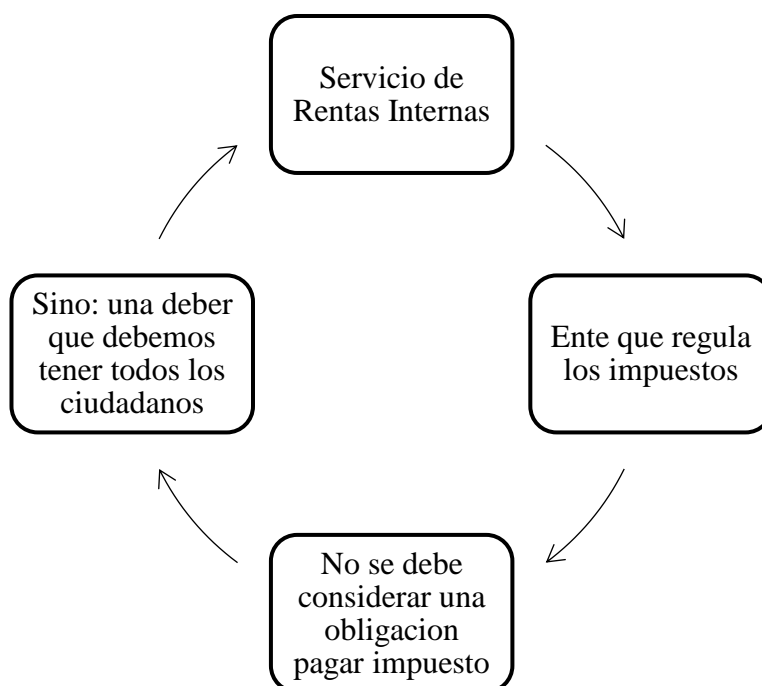 Servicio de
Rentas Internas
Ente que regula
los impuestos
No se debe
considerar una
obligacion
pagar impuesto
Sino: una deber
que debemos
tener todos los
ciudadanos